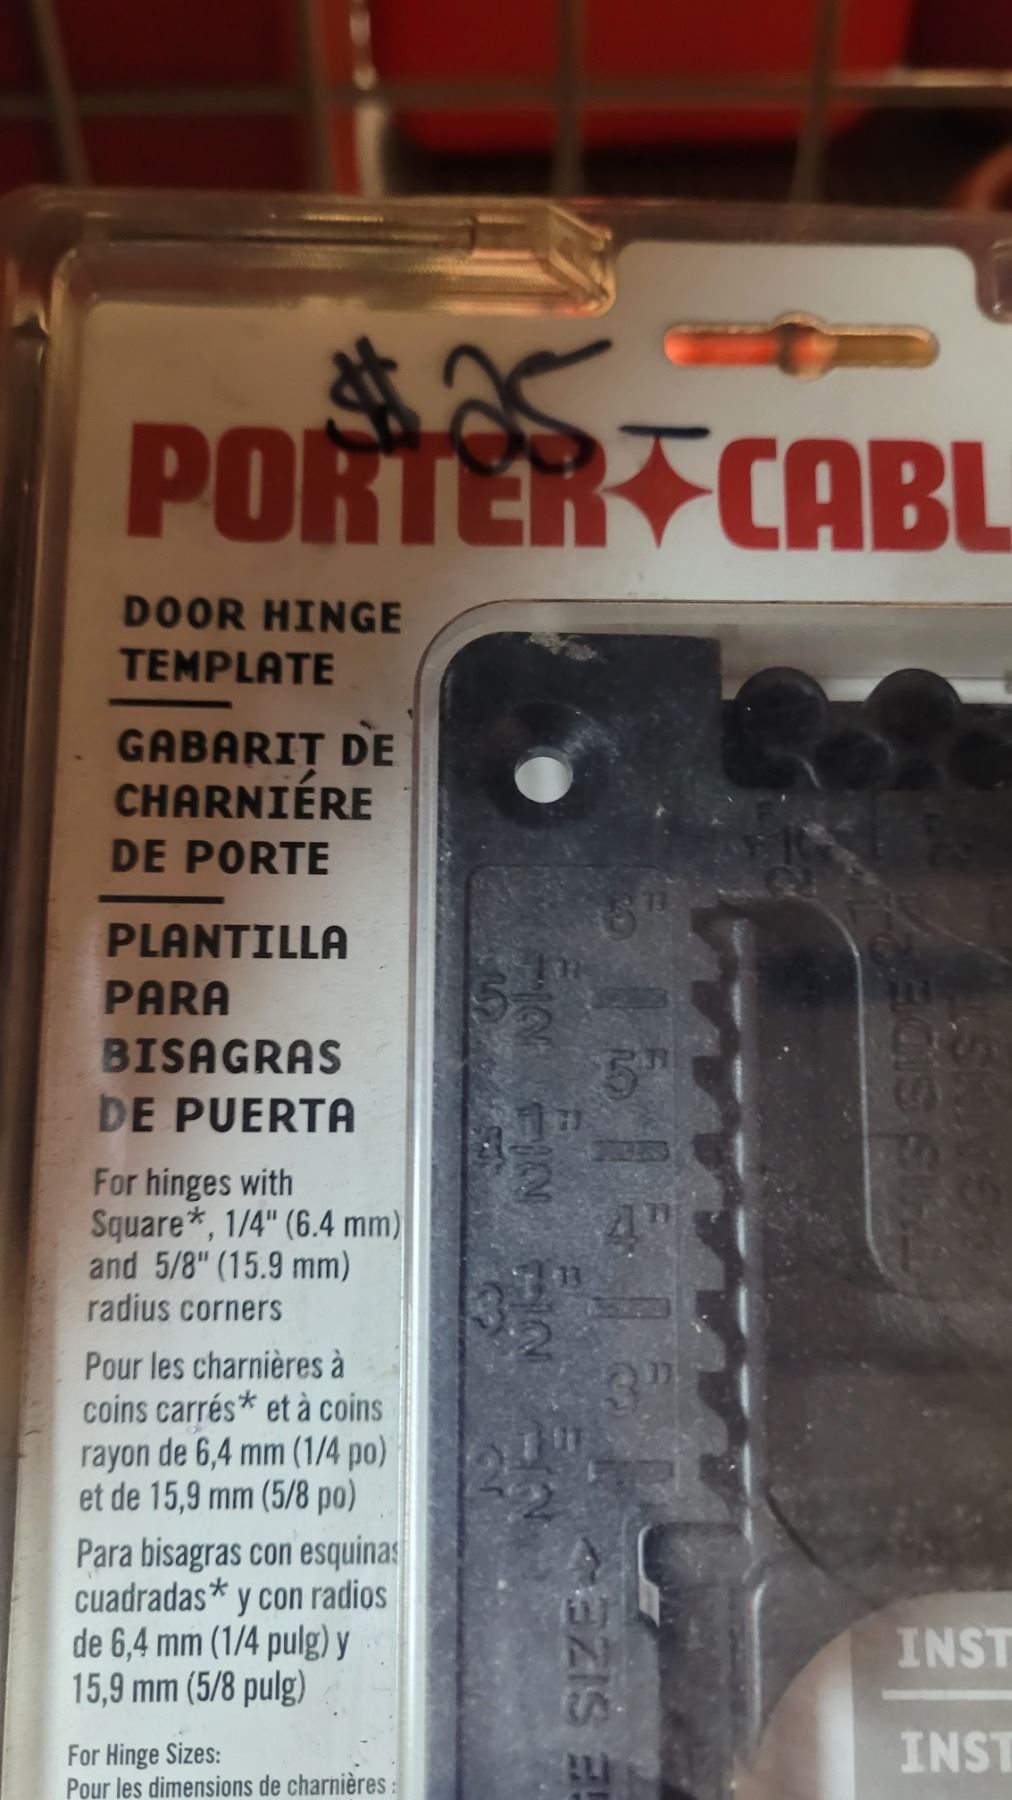 $ 25-
PORTER CABL
DOOR HINGE
TEMPLATE
GABARIT DE
CHARNIÉRE
DE PORTE
PLANTILLA
PARA
BISAGRAS
DE PUERTA
For hinges with
Square*, 1/4" (6.4 mm)
and 5/8" (15.9 mm)
radius corners
Pour les charnières à
coins carrés* et à coins
rayon de 6,4 mm (1/4 po)
et de 15,9 mm (5/8 po)
Para bisagras con esquinas
cuadradas* y con radios
de 6,4 mm (1/4 pulg) y
15,9 mm (5/8 pulg)
For Hinge Sizes:
Pour les dimensions de charnières :
6"
5 1/2"
5"
4 1/2"
4"
3 1/2"
3"
2 1/2"
SIZE
SIDE
INST
INST